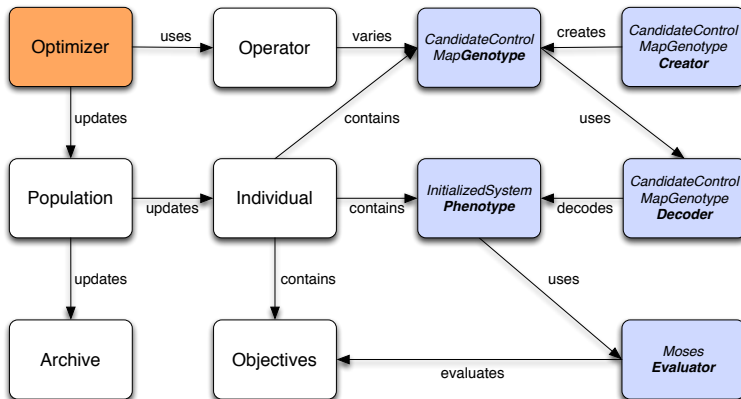 Optimizer
uses
Operator
varies
CandidateControl
MapGenotype
creates
CandidateControl
MapGenotype
Creator
updates
contains
uses
Population
updates
Individual
contains
InitializedSystem
Phenotype
decodes
CandidateControl
MapGenotype
Decoder
updates
contains
uses
Archive
Objectives
evaluates
Moses
Evaluator